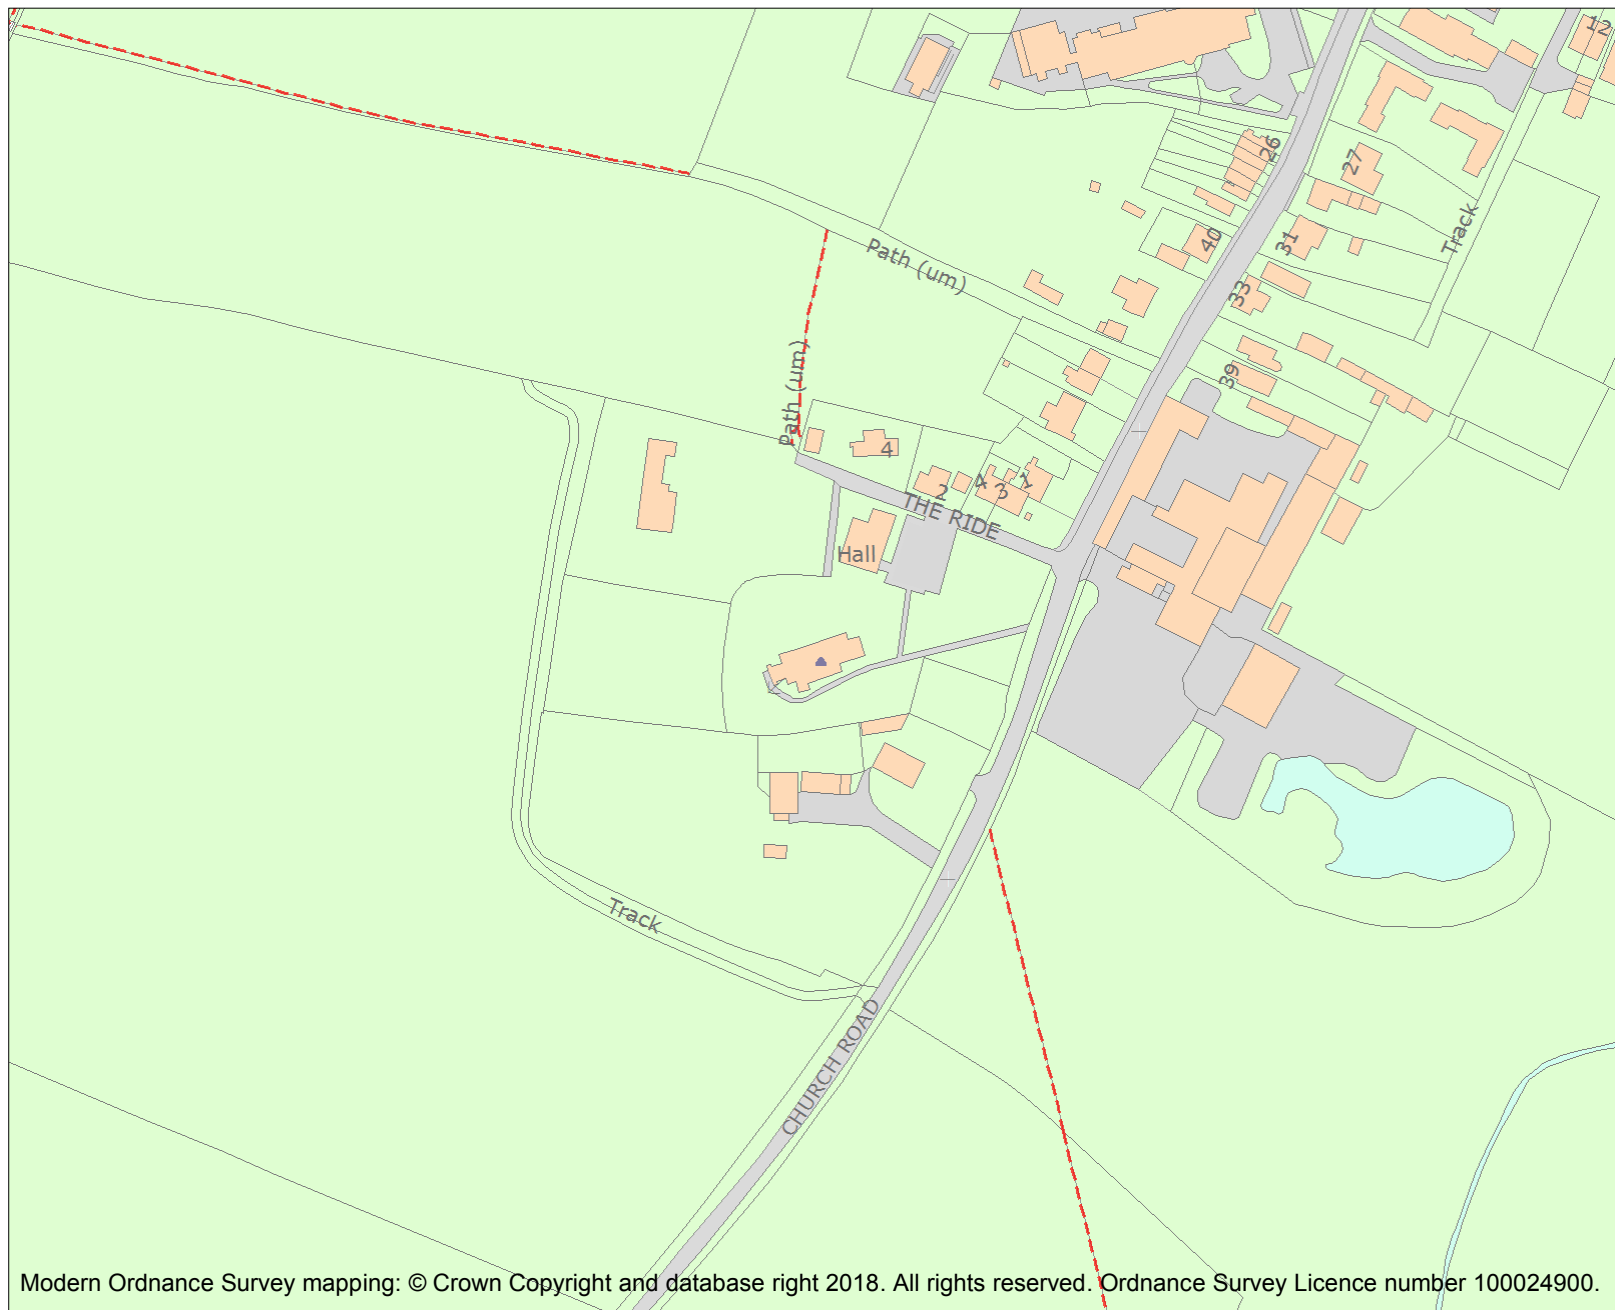 12
26
27
Track
40
31
Path (um)
33
Path (um)
39
4
2
4
3
1
THE RIDE
Hall
Track
CHURCH ROAD
Modern Ordnance Survey mapping: © Crown Copyright and database right 2018. All rights reserved. Ordnance Survey Licence number 100024900.